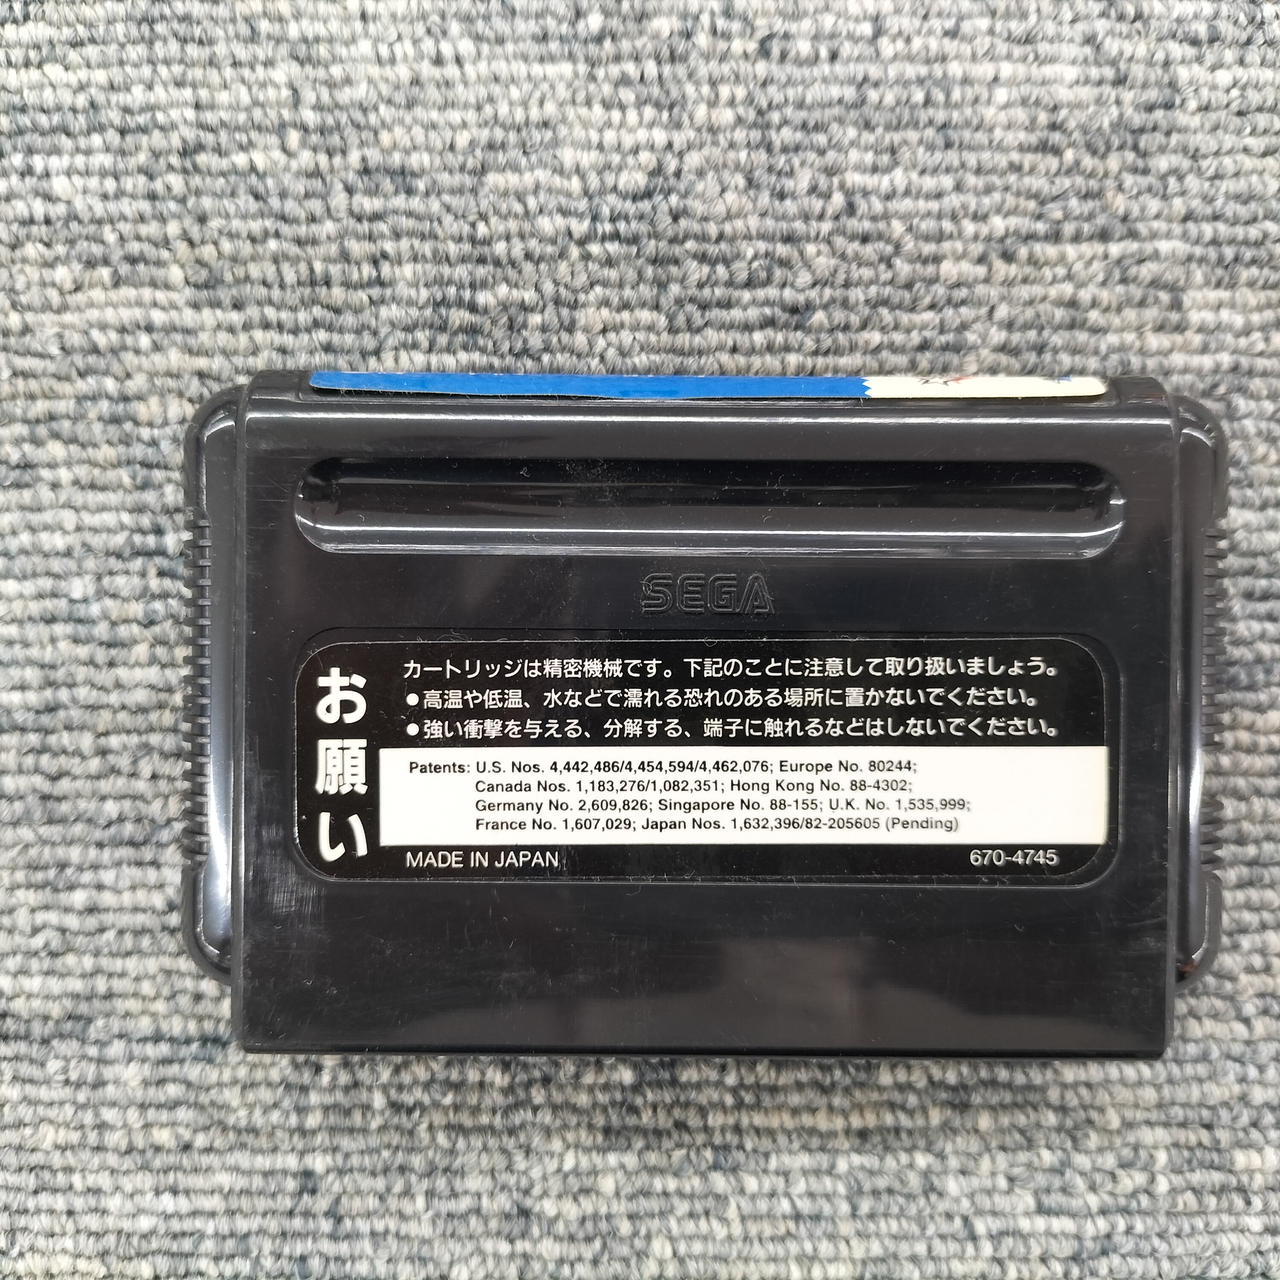 SEGA
お願い
カートリッジは精密機械です。下記のことに注意して取り扱いましょう。
●高温や低温、水などで濡れる恐れのある場所に置かないでください。
●強い衝撃を与える、分解する、端子に触れるなどはしないでください。
Patents: U.S. Nos. 4,442,486/4,454,594/4,462,076; Europe No. 80244;
Canada Nos. 1,183,276/1,082,351; Hong Kong No. 88-4302;
Germany No. 2,609,826; Singapore No. 88-155; U.K. No. 1,535,999;
France No. 1,607,029; Japan Nos. 1,632,396/82-205605 (Pending)
MADE IN JAPAN
670-4745